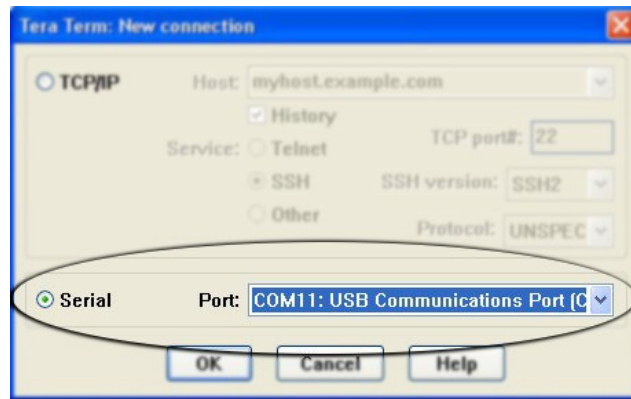 Tera Term: New connection
TCP/IP
Host: myhost.example.com
History
Service: Telnet
TCP port#: 22
SSH
SSH version: SSH2
Other
Protocol: UNSPEC
Serial
Port: COM11: USB Communications Port (C
OK
Cancel
Help